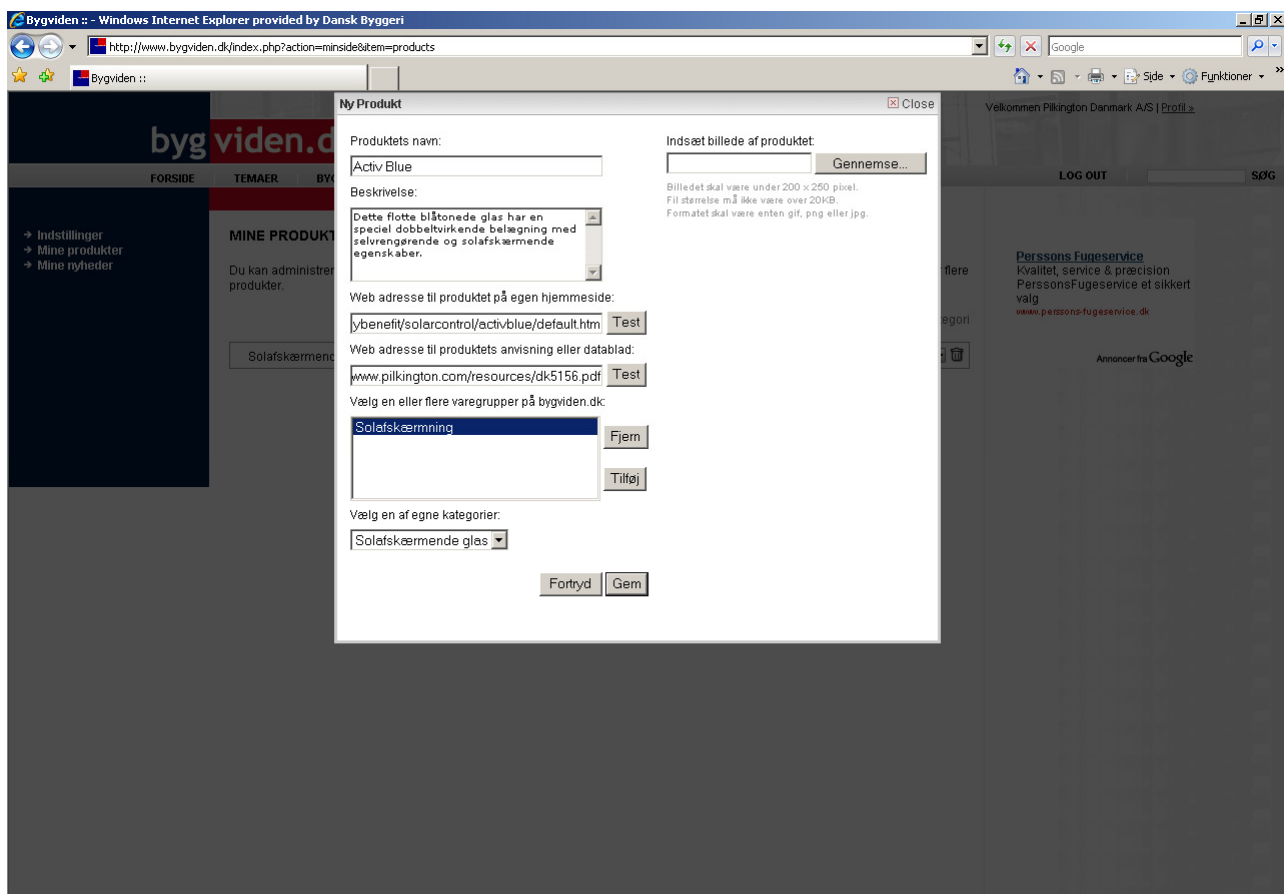 Bygviden :: - Windows Internet Explorer provided by Dansk Byggeri
http://www.bygviden.dk/index.php?action=minside&item=products
Google
Bygviden ::
Side
Funktioner
»
Ny Produkt
Close
Velkommen Pilkington Danmark A/S | Profil »
bygviden.d
FORSIDE
TEMAER
BY
LOG OUT
SØG
Indstillinger
Mine produkter
Mine nyheder
MINE PRODUKT
Du kan administrer
produkter.
flere
egori
Solafskærmend
Produktets navn:
Activ Blue
Beskrivelse:
Dette flotte blåtonede glas har en
speciel dobbeltvirkende belægning med
selvrengørende og solafskærmende
egenskaber.
Web adresse til produktet på egen hjemmeside:
ybenefit/solarcontrol/activblue/default.htm
Test
Web adresse til produktets anvisning eller datablad:
www.pilkington.com/resources/dk5156.pdf
Test
Vælg en eller flere varegrupper på bygviden.dk:
Solafskærmning
Fjern
Tilføj
Vælg en af egne kategorier:
Solafskærmende glas
Fortryd
Gem
Indsæt billede af produktet:
Gennemse...
Billedet skal være under 200 x 250 pixel.
Fil størrelse må ikke være over 20KB.
Formatet skal være enten gif, png eller jpg.
Perssons Fugeservice
Kvalitet, service & præcision
PerssonsFugeservice et sikkert
valg
www.perssons-fugeservice.dk
Annoncer fra Google